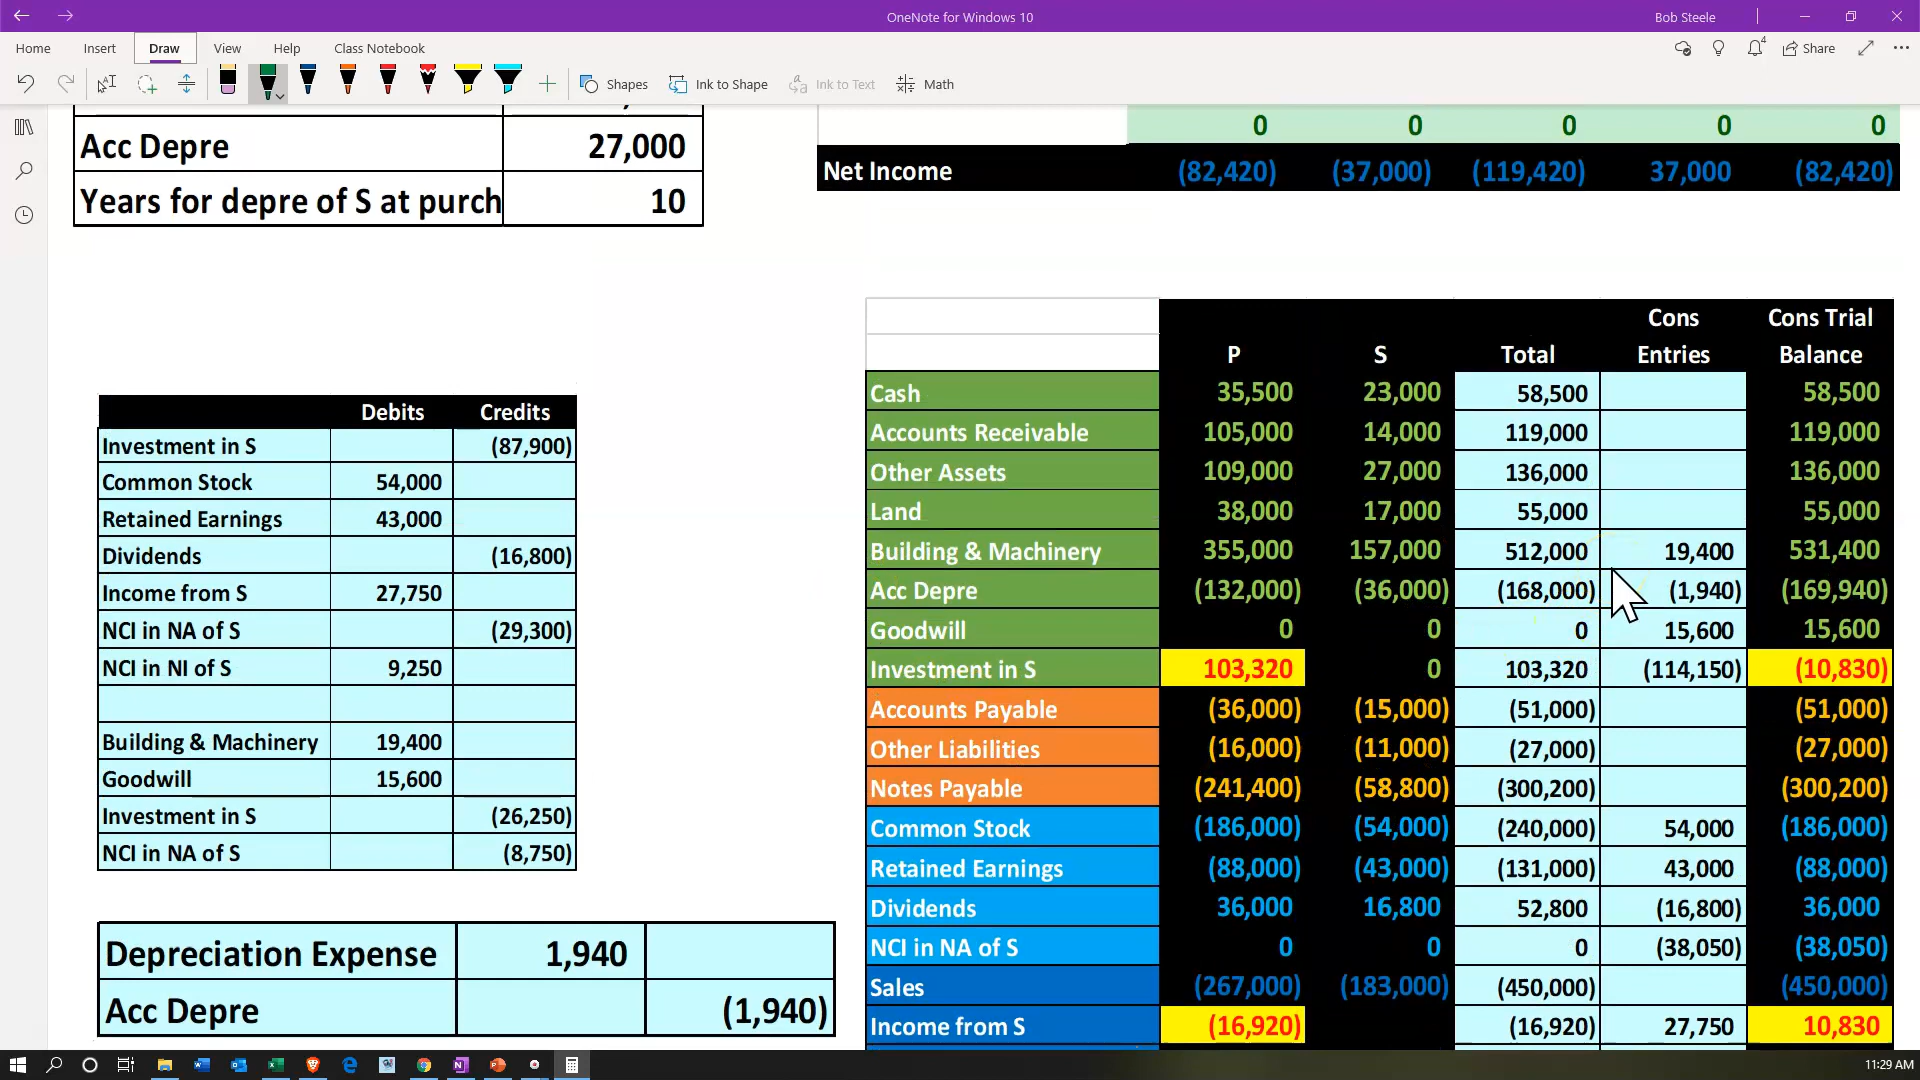 OneNote for Windows 10
Bob Steele
Home Insert Draw View Help Class Notebook
4 Share
Shapes Ink to Shape Ink to Text Math
Acc Depre 27,000
Years for depre of S at purch 10
0 0 0 0 0
Net Income (82,420) (37,000) (119,420) 37,000 (82,420)
Debits Credits
Investment in S (87,900)
Common Stock 54,000
Retained Earnings 43,000
Dividends (16,800)
Income from S 27,750
NCI in NA of S (29,300)
NCI in NI of S 9,250
Building & Machinery 19,400
Goodwill 15,600
Investment in S (26,250)
NCI in NA of S (8,750)
Depreciation Expense 1,940
Acc Depre (1,940)
Cons Cons Trial
P S Total Entries Balance
Cash 35,500 23,000 58,500 58,500
Accounts Receivable 105,000 14,000 119,000 119,000
Other Assets 109,000 27,000 136,000 136,000
Land 38,000 17,000 55,000 55,000
Building & Machinery 355,000 157,000 512,000 19,400 531,400
Acc Depre (132,000) (36,000) (168,000) (1,940) (169,940)
Goodwill 0 0 0 15,600 15,600
Investment in S 103,320 0 103,320 (114,150) (10,830)
Accounts Payable (36,000) (15,000) (51,000) (51,000)
Other Liabilities (16,000) (11,000) (27,000) (27,000)
Notes Payable (241,400) (58,800) (300,200) (300,200)
Common Stock (186,000) (54,000) (240,000) 54,000 (186,000)
Retained Earnings (88,000) (43,000) (131,000) 43,000 (88,000)
Dividends 36,000 16,800 52,800 (16,800) 36,000
NCI in NA of S 0 0 0 (38,050) (38,050)
Sales (267,000) (183,000) (450,000) (450,000)
Income from S (16,920) (16,920) 27,750 10,830
11:29 AM